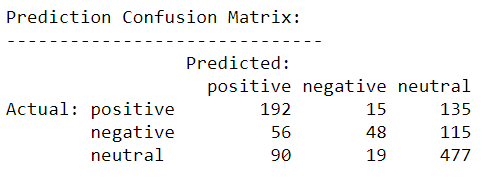 Prediction Confusion Matrix:
------------------------------
Predicted:
positive negative neutral
Actual: positive 192 15 135
negative 56 48 115
neutral 90 19 477